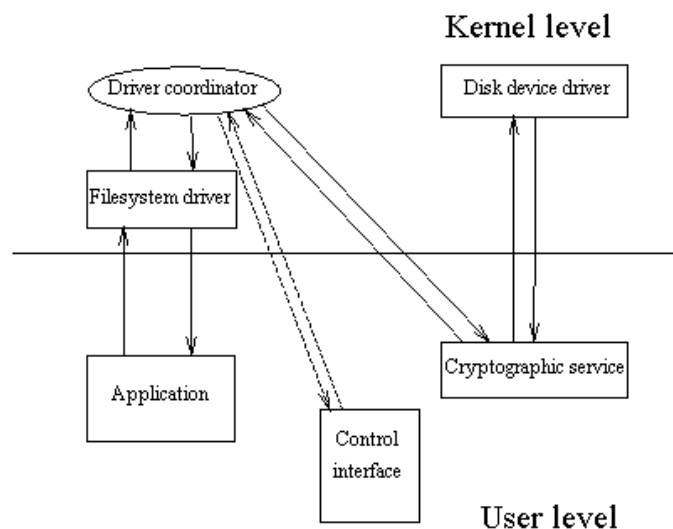 Kernel level
Driver coordinator
Disk device driver
Filesystem driver
Application
Cryptographic service
Control
interface
User level